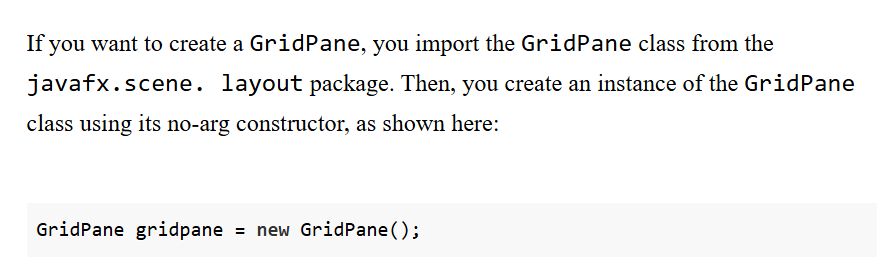 If you want to create a GridPane, you import the GridPane class from the
javafx.scene. layout package. Then, you create an instance of the GridPane
class using its no-arg constructor, as shown here:
GridPane gridpane = new GridPane();